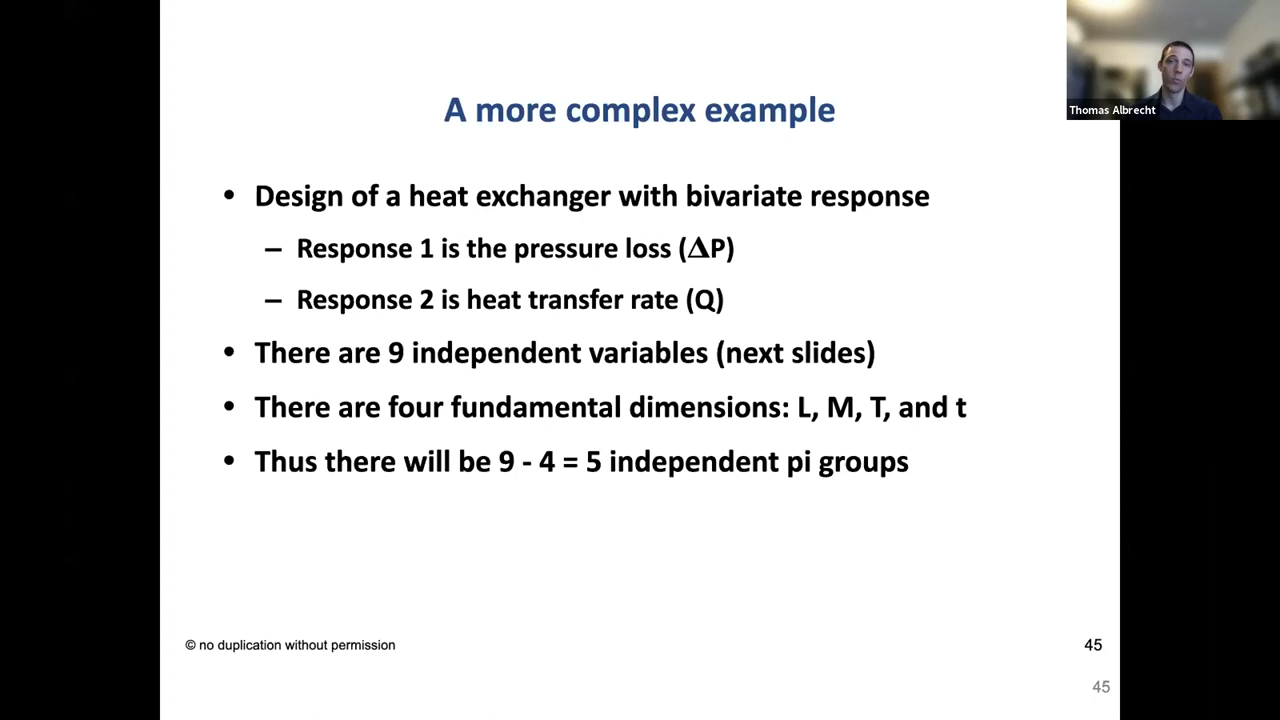 Thomas Albrecht
A more complex example
• Design of a heat exchanger with bivariate response
– Response 1 is the pressure loss (ΔP)
– Response 2 is heat transfer rate (Q)
• There are 9 independent variables (next slides)
• There are four fundamental dimensions: L, M, T, and t
• Thus there will be 9 - 4 = 5 independent pi groups
© no duplication without permission
45
45